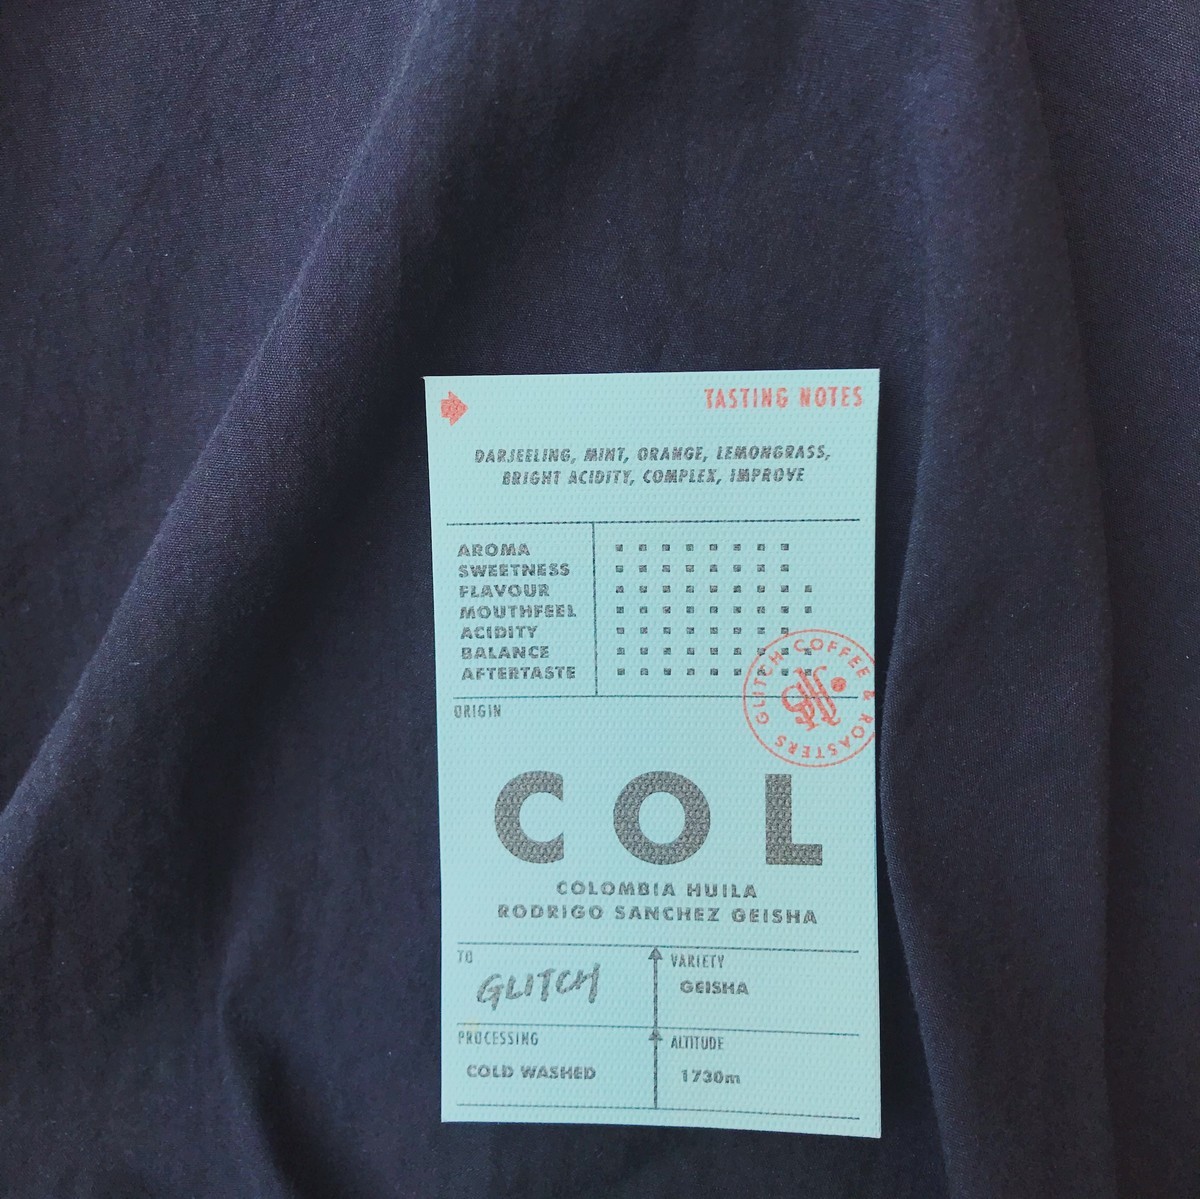 TASTING NOTES
DARJEELING, MINT, ORANGE, LEMONGRASS,
BRIGHT ACIDITY, COMPLEX, IMPROVE
AROMA
SWEETNESS
FLAVOUR
MOUTHFEEL
ACIDITY
BALANCE
AFTERTASTE
GLITCH COFFEE & ROASTERS
ORIGIN
COL
COLOMBIA HUILA
RODRIGO SANCHEZ GEISHA
TO
GLITCH
VARIETY
GEISHA
PROCESSING
COLD WASHED
ALTITUDE
1730m